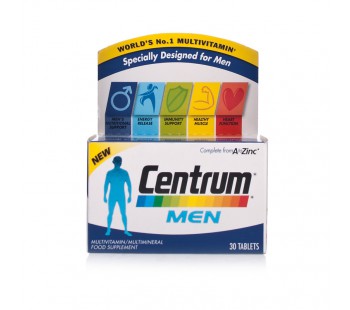 WORLD'S No.1 MULTIVITAMIN
Specially Designed for Men
ENERGY RELEASE
IMMUNITY SUPPORT
HEALTHY MUSCLE
HEART FUNCTION
NEW
Complete from A to Zinc
Centrum
MEN
MULTIVITAMIN/MULTIMINERAL
FOOD SUPPLEMENT
30 TABLETS